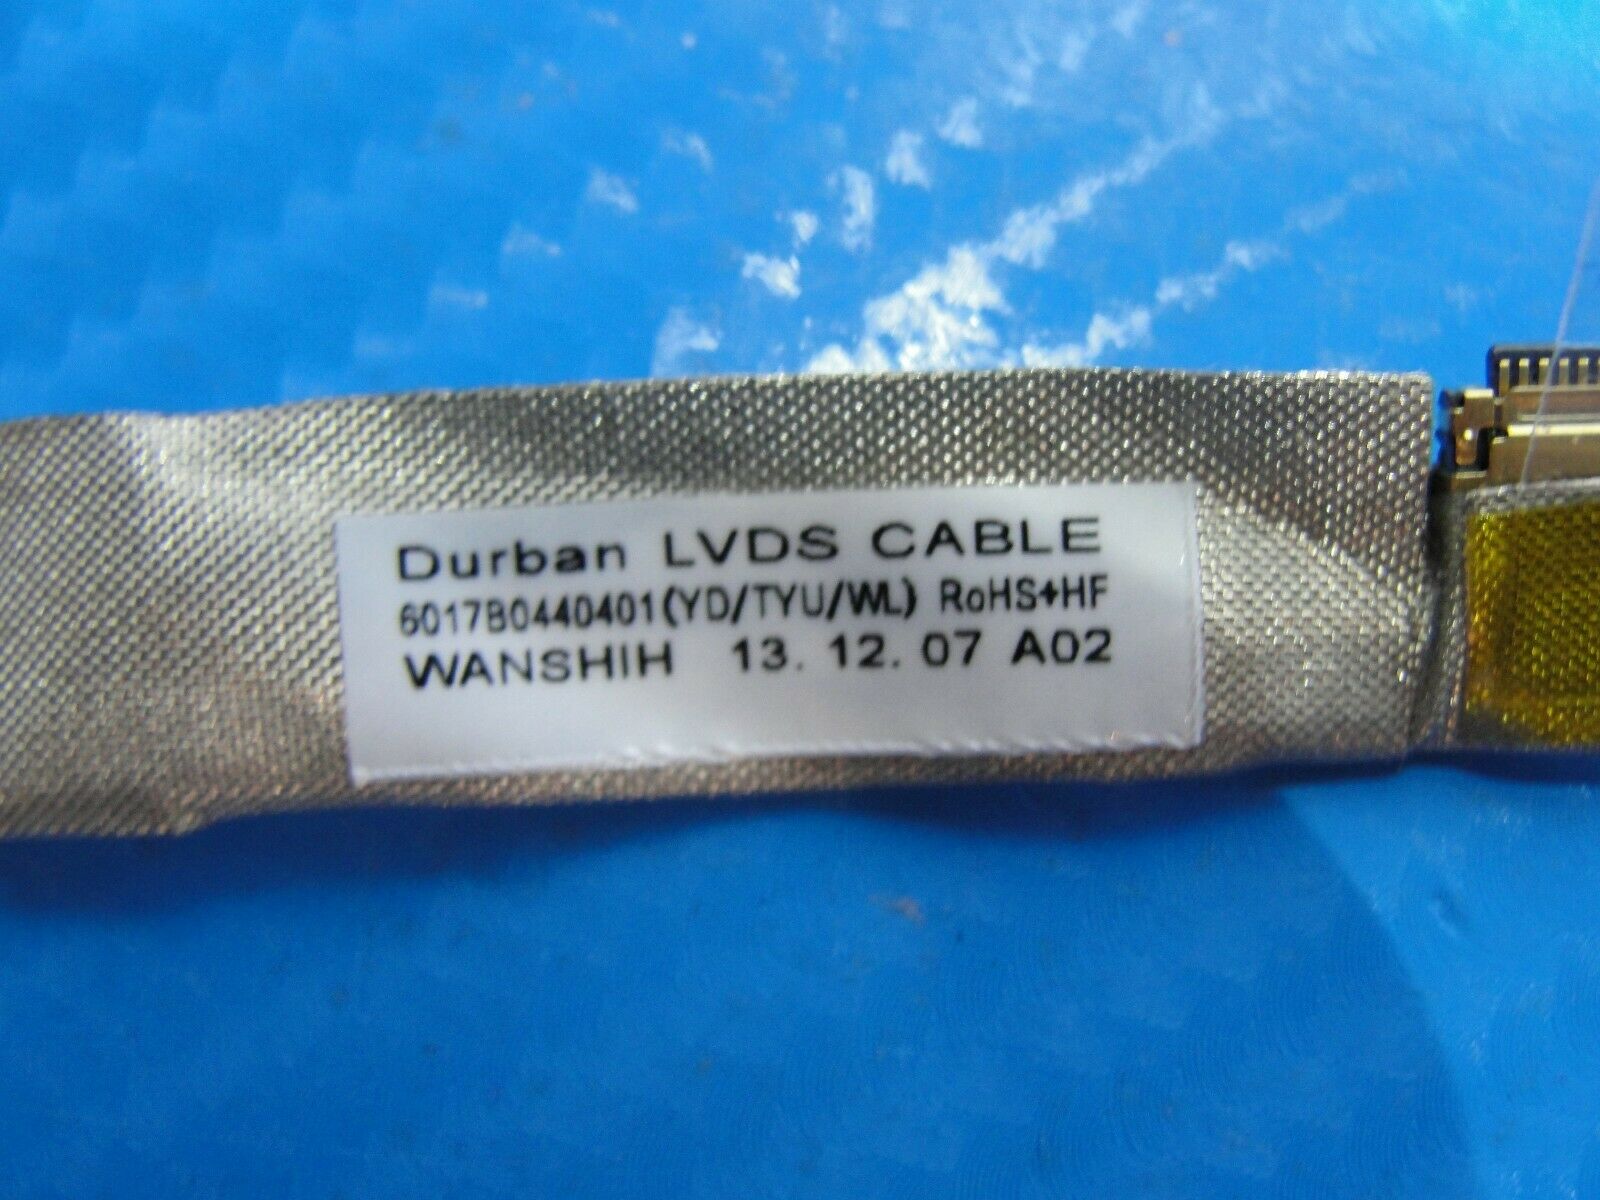 Durban LVDS CABLE
6017B0440401(YD/TYU/WL) RoHS+HF
WANSHIH 13. 12. 07 A02